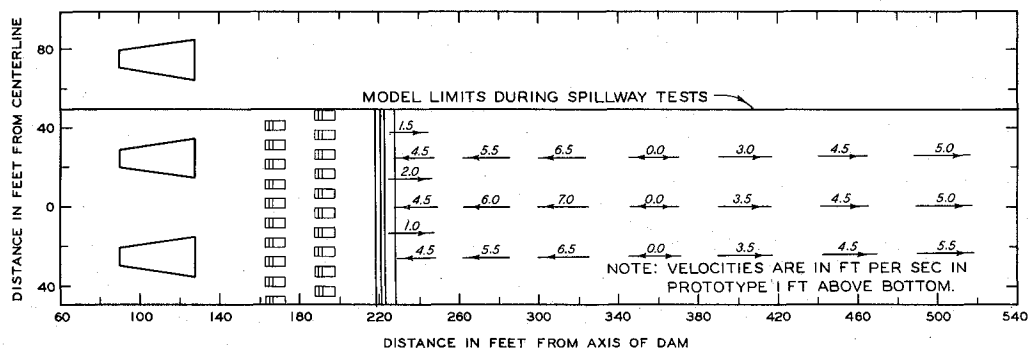 DISTANCE IN FEET FROM CENTERLINE
80
40
0
40
MODEL LIMITS DURING SPILLWAY TESTS
1.5
4.5 5.5 6.5 0.0 3.0 4.5 5.0
2.0
4.5 6.0 7.0 0.0 3.5 4.5 5.0
1.0
4.5 5.5 6.5 0.0 3.5 4.5 5.5
NOTE: VELOCITIES ARE IN FT PER SEC IN
PROTOTYPE 1 FT ABOVE BOTTOM.
60 100 140 180 220 260 300 340 380 420 460 500 540
DISTANCE IN FEET FROM AXIS OF DAM